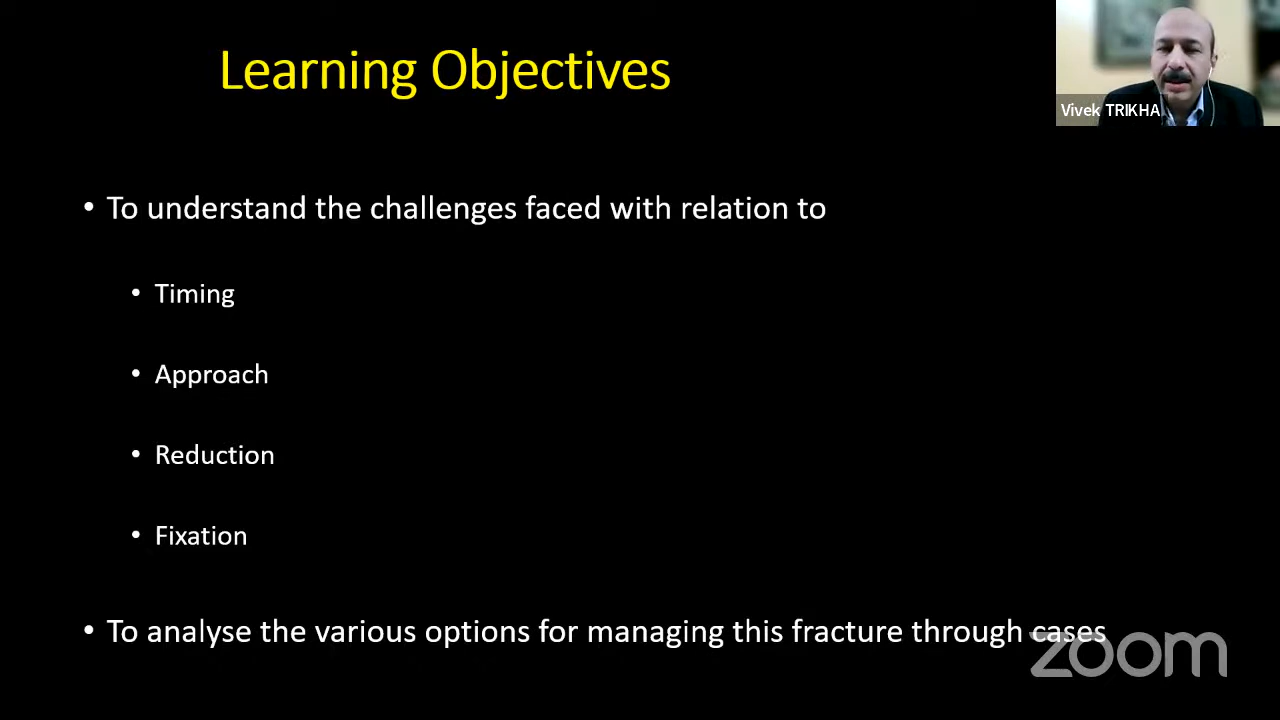 Learning Objectives
Vivek TRIKHA
• To understand the challenges faced with relation to
• Timing
• Approach
• Reduction
• Fixation
• To analyse the various options for managing this fracture through cases
zoom